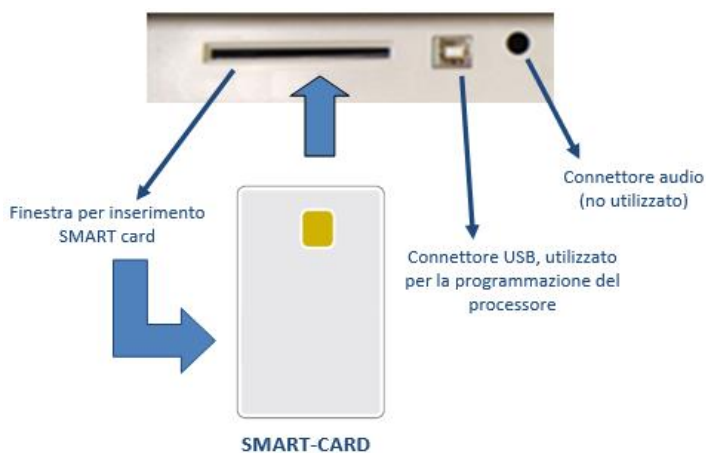 Finestra per inserimento
SMART card
Connettore audio
(no utilizzato)
Connettore USB, utilizzato
per la programmazione del
processore
SMART-CARD